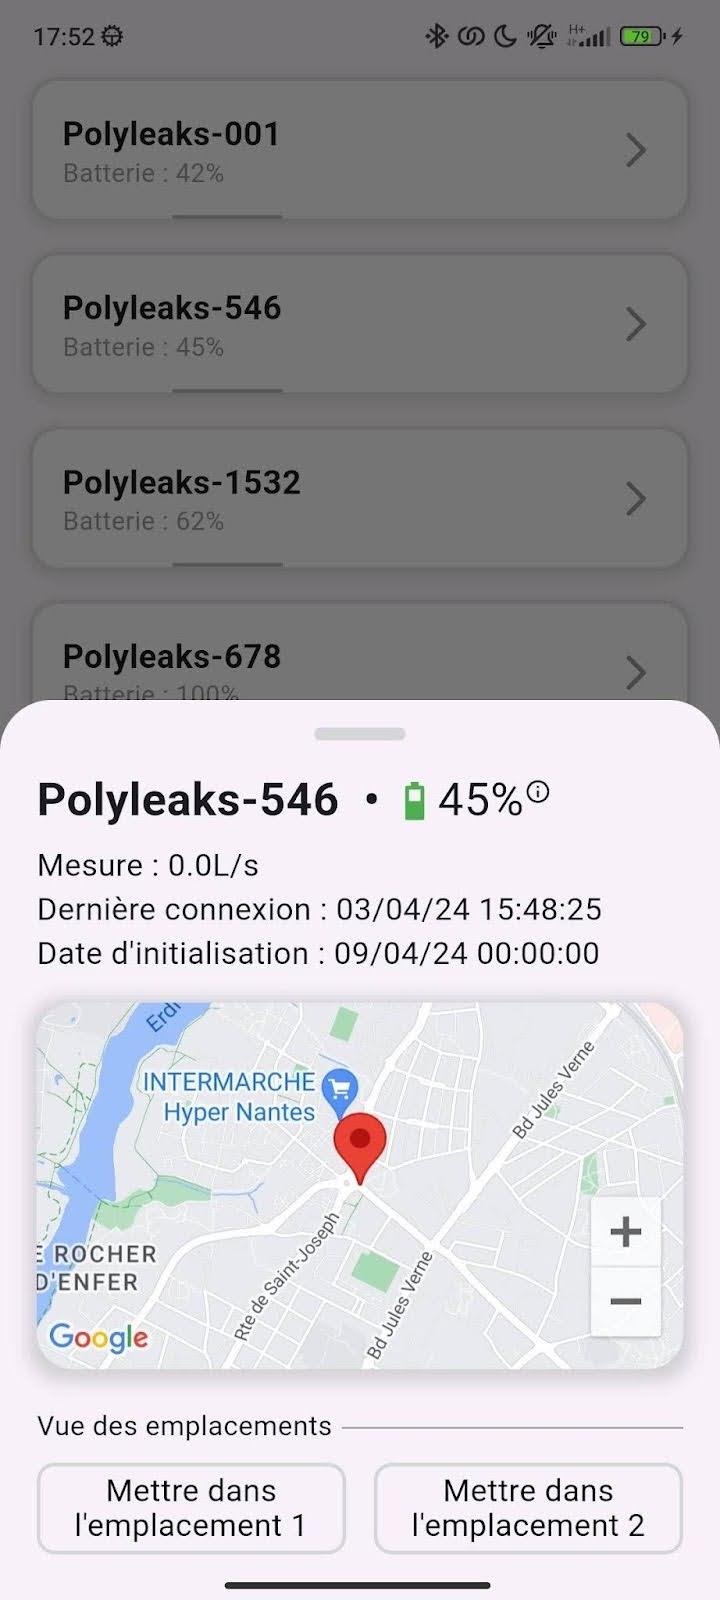 17:52
H+
79
Polyleaks-001
Batterie : 42%
Polyleaks-546
Batterie : 45%
Polyleaks-1532
Batterie : 62%
Polyleaks-678
Batterie : 100%
Polyleaks-546 • 45%
Mesure : 0.0L/s
Dernière connexion : 03/04/24 15:48:25
Date d'initialisation : 09/04/24 00:00:00
Erdr
INTERMARCHE
Hyper Nantes
Bd Jules Verne
E ROCHER
D'ENFER
Rte de Saint-Joseph
Bd Jules Verne
Google
Vue des emplacements
Mettre dans
l'emplacement 1
Mettre dans
l'emplacement 2